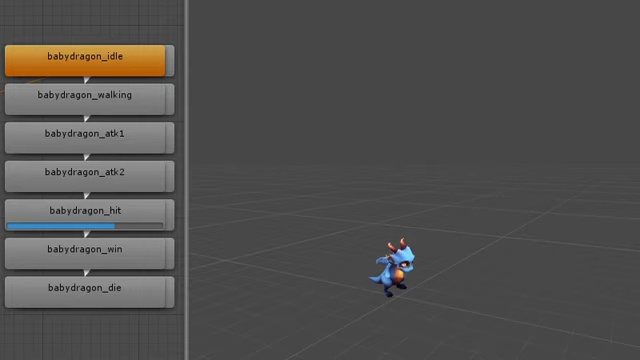 babydragon_idle
babydragon_walking
babydragon_atk1
babydragon_atk2
babydragon_hit
babydragon_win
babydragon_die